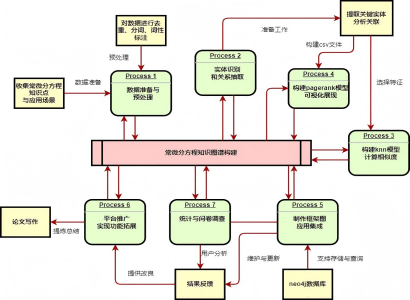 对数据进行去
重、分词、词性
标注
提取关键实体
分析关联
准备工作
预处理
构建csv文件
Process 1
数据准备与
预处理
Process 2
实体识别
和关系抽取
Process 4
构建pagerank模型
可视化展现
收集常微分方程
知识点
与应用场景
数据准备
选择特征
常微分方程知识图谱构建
Process 3
构建knn模型
计算相似度
Process 6
平台推广
实现功能拓展
Process 7
统计与问卷调查
Process 5
制作框架图
应用集成
论文写作
提炼总结
用户分析
维护与更新
支持存储与查询
提供改良
结果反馈
neo4j数据库